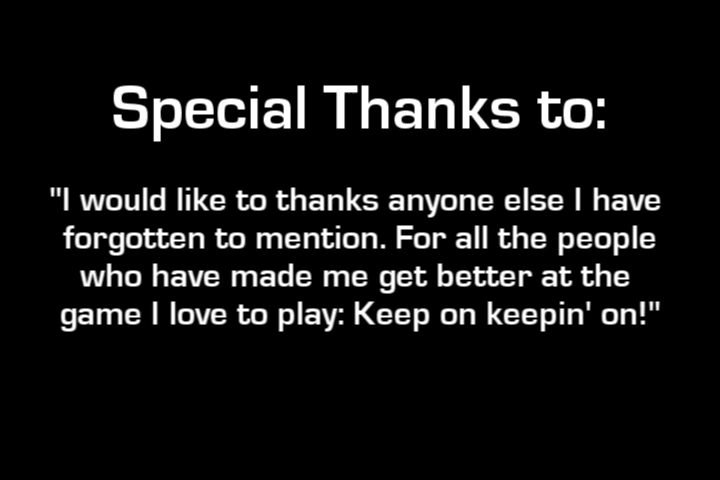 Special Thanks to:
"I would like to thanks anyone else I have
forgotten to mention. For all the people
who have made me get better at the
game I love to play: Keep on keepin' on!"